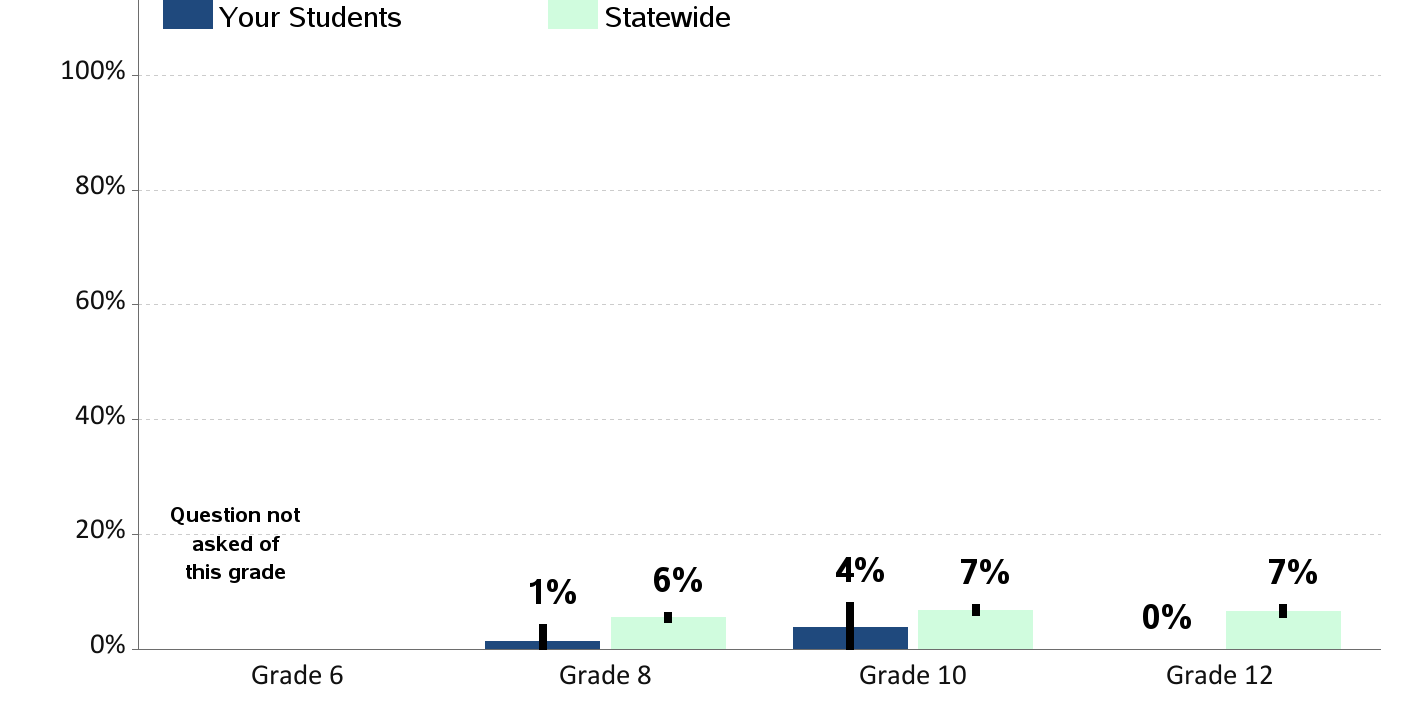 Your Students Statewide
100%
80%
60%
40%
20%
0%
Question not
asked of
this grade
1% 6% 4% 7% 0% 7%
Grade 6 Grade 8 Grade 10 Grade 12